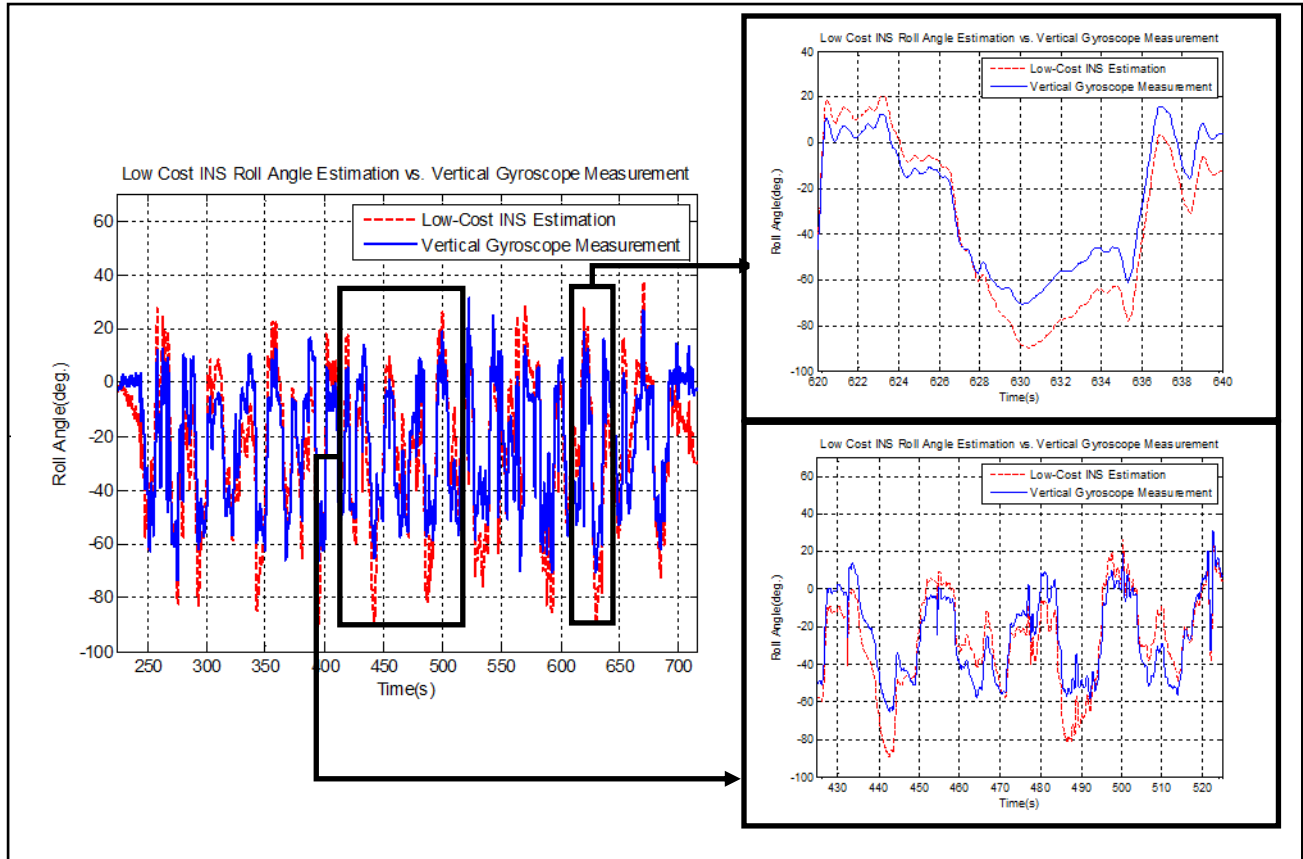 Low Cost INS Roll Angle Estimation vs. Vertical Gyroscope Measurement
Low-Cost INS Estimation
Vertical Gyroscope Measurement
60
40
20
0
-20
-40
-60
-80
-100
Roll Angle(deg.)
250 300 350 400 450 500 550 600 650 700
Time(s)
Low Cost INS Roll Angle Estimation vs. Vertical Gyroscope Measurement
Low-Cost INS Estimation
Vertical Gyroscope Measurement
40
20
0
-20
-40
-60
-80
-100
Roll Angle(deg.)
620 622 624 626 628 630 632 634 636 638 640
Time(s)
Low Cost INS Roll Angle Estimation vs. Vertical Gyroscope Measurement
Low-Cost INS Estimation
Vertical Gyroscope Measurement
60
40
20
0
-20
-40
-60
-80
-100
Roll Angle(deg.)
430 440 450 460 470 480 490 500 510 520
Time(s)